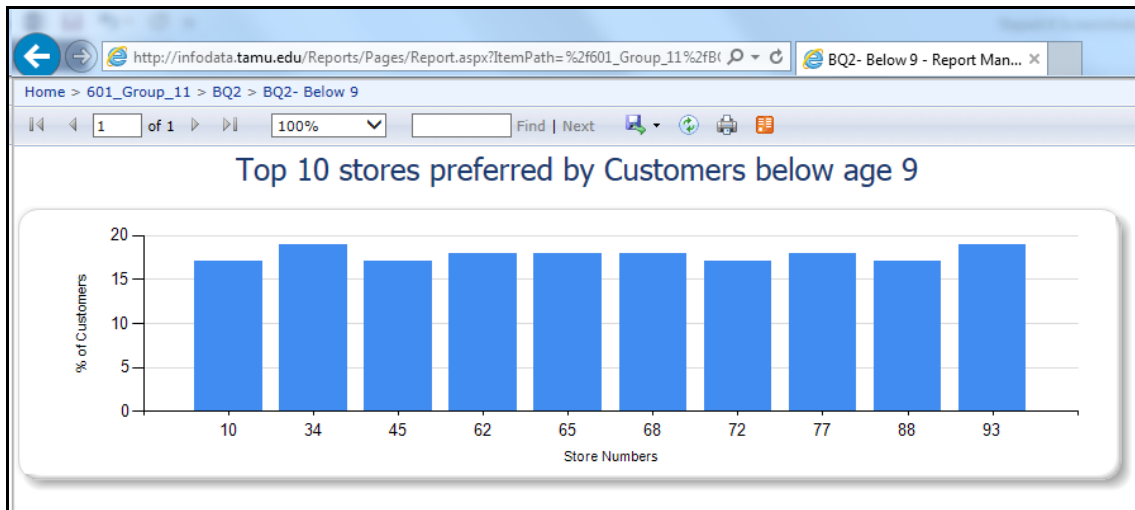 http://infodata.tamu.edu/Reports/Pages/Report.aspx?ItemPath=%2f601_Group_11%2fB
BQ2- Below 9 - Report Man...
Home > 601_Group_11 > BQ2 > BQ2- Below 9
1 of 1 100% Find | Next
Top 10 stores preferred by Customers below age 9
% of Customers
20
15
10
5
0
10 34 45 62 65 68 72 77 88 93
Store Numbers